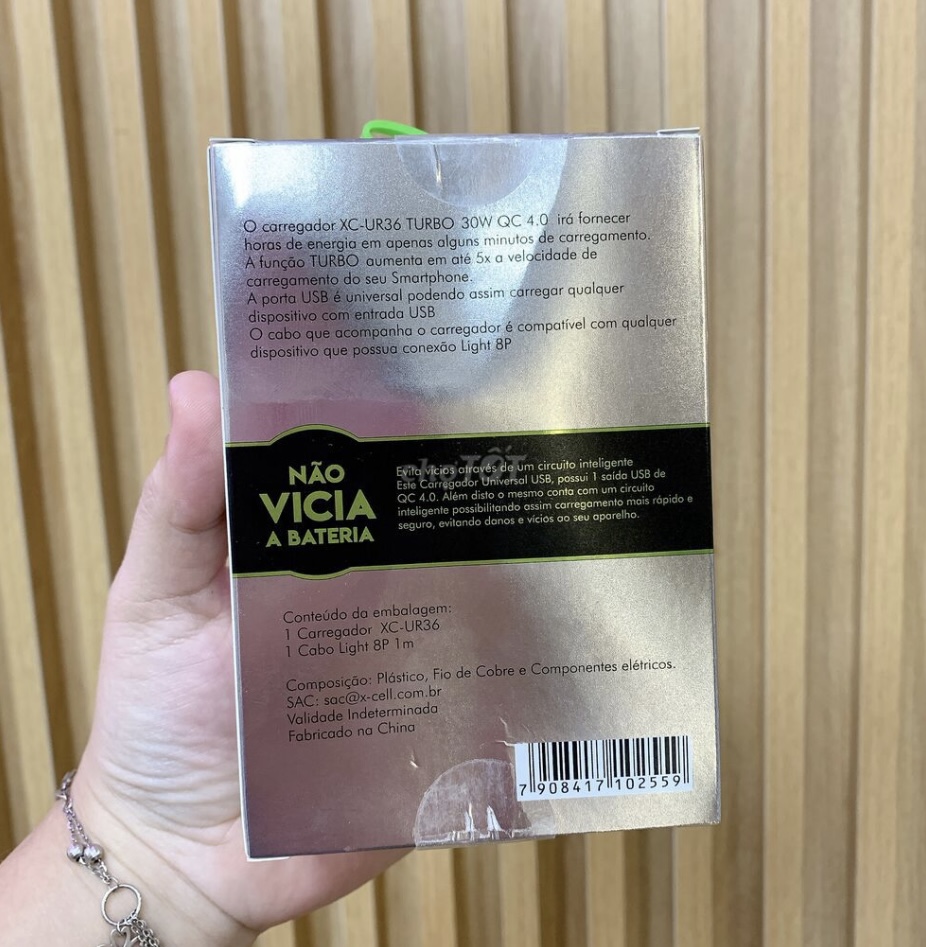 O carregador XC-UR36 TURBO 30W QC 4.0 irá fornecer
horas de energia em apenas alguns minutos de carregamento.
A função TURBO aumenta em até 5x a velocidade de
carregamento do seu Smartphone.
A porta USB é universal podendo assim carregar qualquer
dispositivo com entrada USB
O cabo que acompanha o carregador é compatível com qualquer
dispositivo que possua conexão Light 8P
NÃO
VICIA
A BATERIA
Evita vícios através de um circuito inteligente
Este Carregador Universal USB, possui 1 saída USB de
QC 4.0. Além disto o mesmo conta com um circuito
inteligente possibilitando assim carregamento mais rápido e
seguro, evitando danos e vícios ao seu aparelho.
chợTỐT
Conteúdo da embalagem:
1 Carregador XC-UR36
1 Cabo Light 8P 1m
Composição: Plástico, Fio de Cobre e Componentes elétricos.
SAC: sac@x-cell.com.br
Validade Indeterminada
Fabricado na China
7 908417 102559